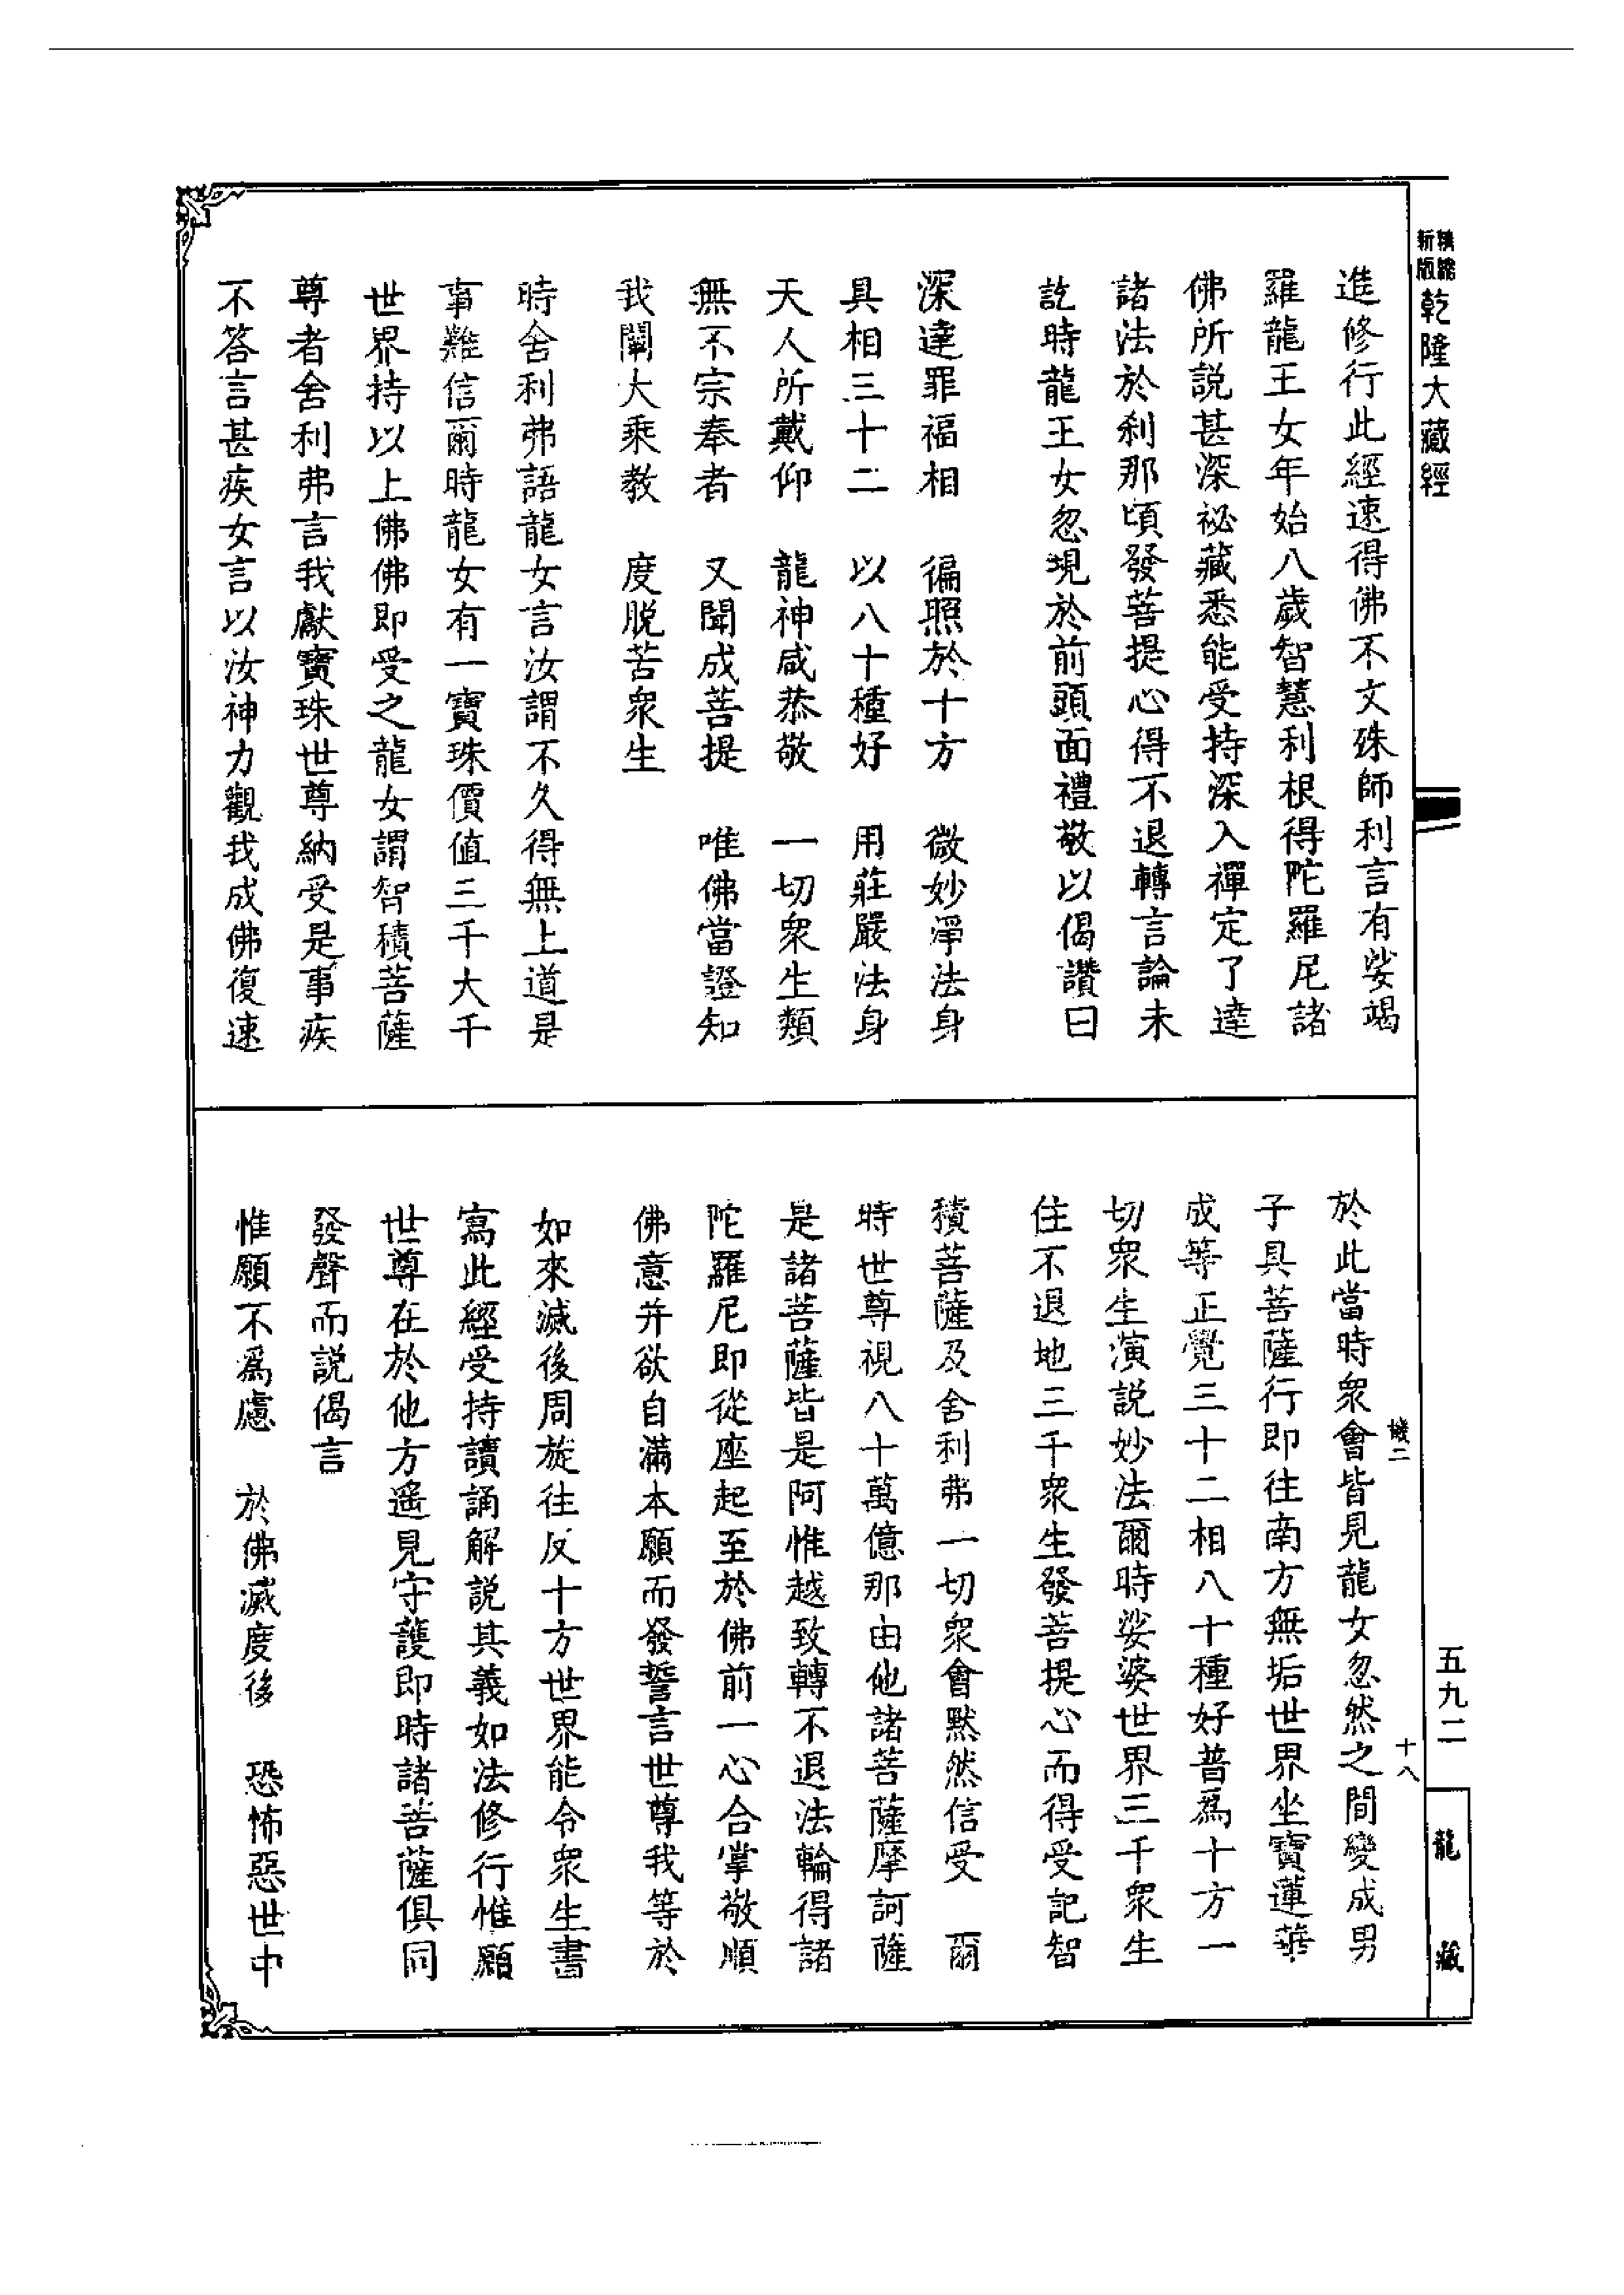 精縮新版乾隆大藏經
進修行此經速得佛不文殊師利言有娑竭
羅龍王女年始八歲智慧利根得陀羅尼諸
佛所説甚深祕藏悉能受持深入禪定了達
諸法於刹那頃發菩提心得不退轉言論未
訖時龍王女忽現於前頭面禮敬以偈讚曰
深達罪福相　徧照於十方　微妙淨法身
具相三十二　以八十種好　用莊嚴法身
天人所戴仰　龍神咸恭敬　一切衆生類
無不宗奉者　又聞成菩提　唯佛當證知
我闡大乘教　度脱苦衆生
時舍利弗語龍女言汝謂不久得無上道是
事難信爾時龍女有一寶珠價值三千大千
世界持以上佛佛即受之龍女謂智積菩薩
尊者舍利弗言我獻寶珠世尊納受是事疾
不答言甚疾女言以汝神力觀我成佛復速
於此當時衆會皆見龍女忽然之間變成男
子具菩薩行即往南方無垢世界坐寶蓮華
成等正覺三十二相八十種好普爲十方一
切衆生演説妙法爾時娑婆世界三千衆生
住不退地三千衆生發菩提心而得受記智
積菩薩及舍利弗一切衆會默然信受　爾
時世尊視八十萬億那由他諸菩薩摩訶薩
是諸菩薩皆是阿惟越致轉不退法輪得諸
陀羅尼即從座起至於佛前一心合掌敬順
佛意并欲自滿本願而發誓言世尊我等於
如來滅後周旋往反十方世界能令衆生書
寫此經受持讀誦解説其義如法修行惟願
世尊在於他方遥見守護即時諸菩薩俱同
發聲而説偈言
惟願不爲慮　於佛滅度後　恐怖惡世中
二
十八
五九二
龍藏